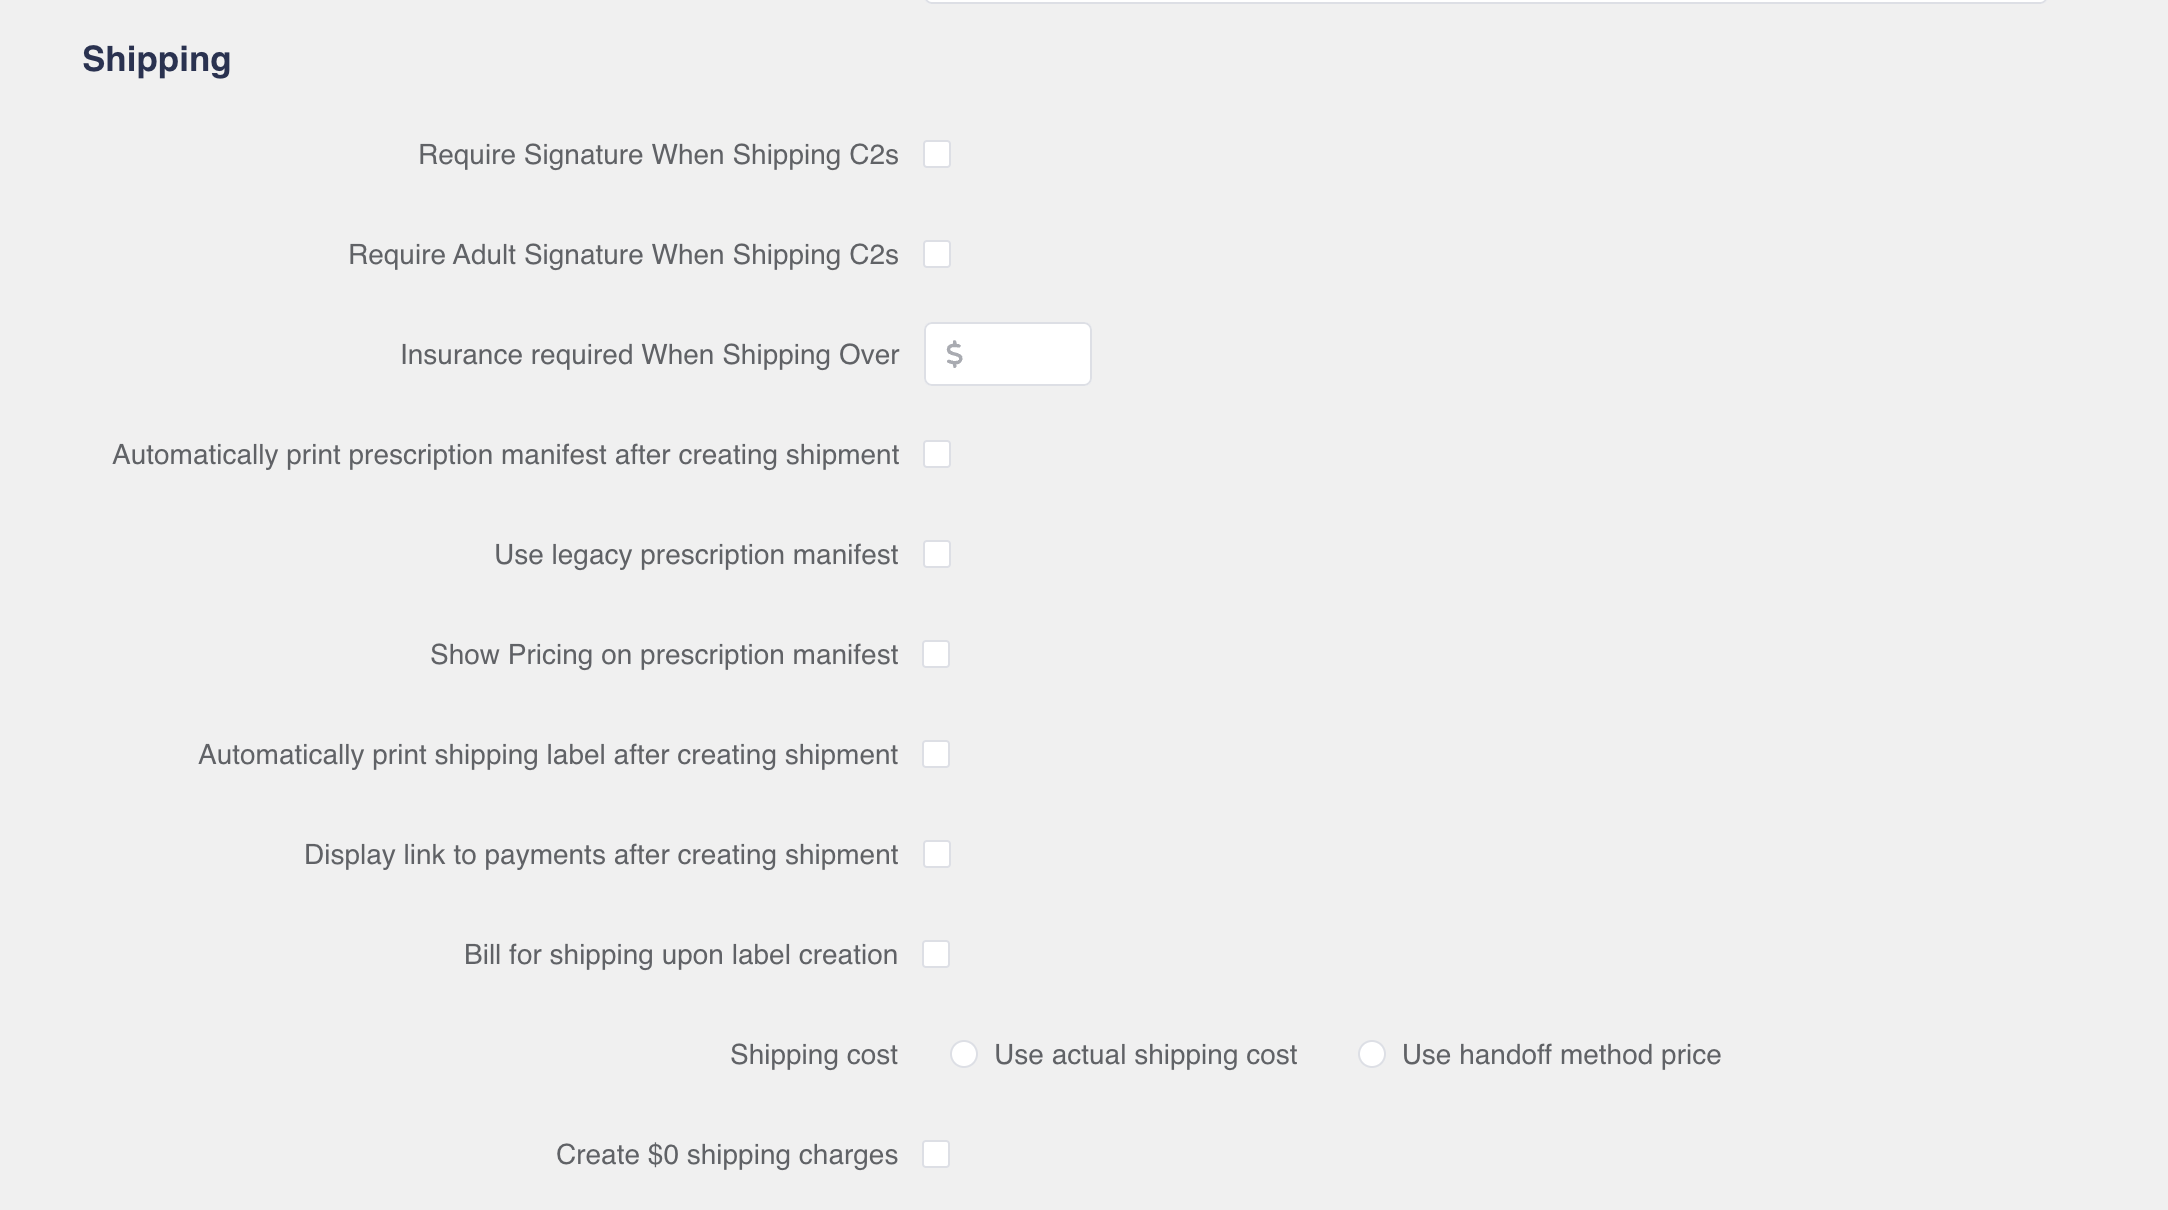 Shipping
Require Signature When Shipping C2s
Require Adult Signature When Shipping C2s
Insurance required When Shipping Over $
Automatically print prescription manifest after creating shipment
Use legacy prescription manifest
Show Pricing on prescription manifest
Automatically print shipping label after creating shipment
Display link to payments after creating shipment
Bill for shipping upon label creation
Shipping cost Use actual shipping cost Use handoff method price
Create $0 shipping charges